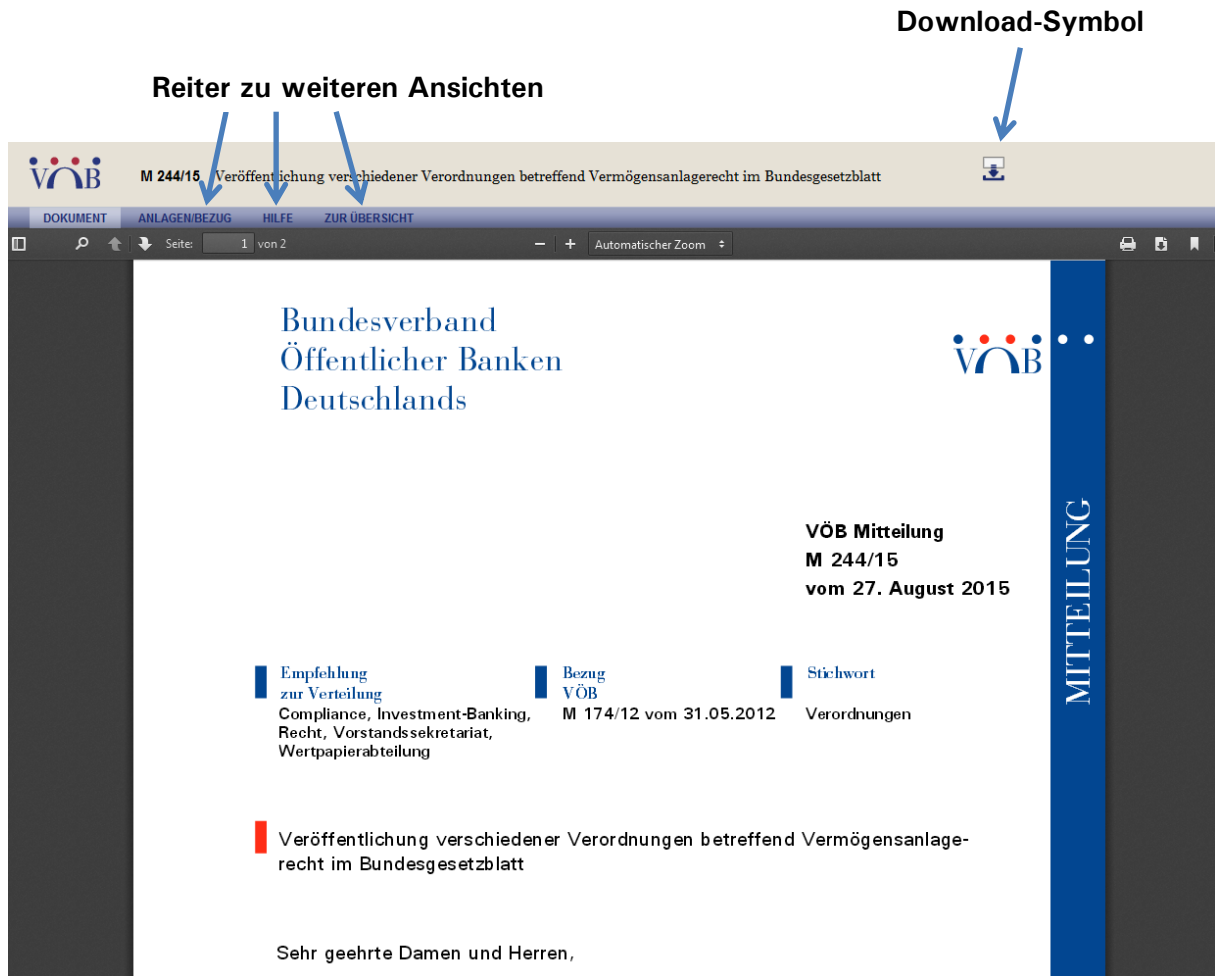 Download-Symbol
Reiter zu weiteren Ansichten
VÖB
M 244/15 Veröffentlichung verschiedener Verordnungen betreffend Vermögensanlagerecht im Bundesgesetzblatt
DOKUMENT ANLAGEN/BEZUG HILFE ZUR ÜBERSICHT
Seite: 1 von 2 − + Automatischer Zoom
Bundesverband
Öffentlicher Banken
Deutschlands
VÖB
MITTEILUNG
VÖB Mitteilung
M 244/15
vom 27. August 2015
Empfehlung
zur Verteilung
Compliance, Investment-Banking,
Recht, Vorstandssekretariat,
Wertpapierabteilung
Bezug
VÖB
M 174/12 vom 31.05.2012
Stichwort
Verordnungen
Veröffentlichung verschiedener Verordnungen betreffend Vermögensanlage-
recht im Bundesgesetzblatt
Sehr geehrte Damen und Herren,